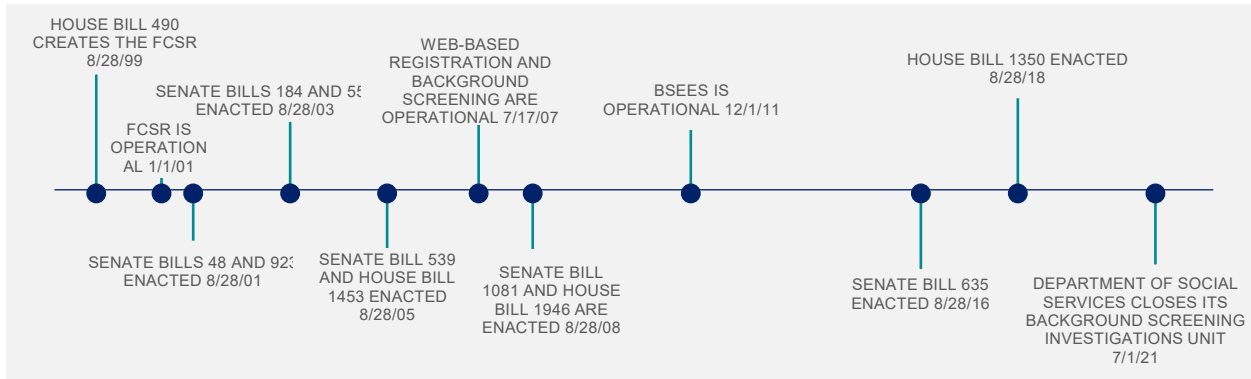 HOUSE BILL 490
CREATES THE FCSR
8/28/99
FCSR IS
OPERATION
AL 1/1/01
SENATE BILLS 48 AND 923
ENACTED 8/28/01
SENATE BILLS 184 AND 55
ENACTED 8/28/03
SENATE BILL 539
AND HOUSE BILL
1453 ENACTED
8/28/05
WEB-BASED
REGISTRATION AND
BACKGROUND
SCREENING ARE
OPERATIONAL 7/17/07
SENATE BILL
1081 AND HOUSE
BILL 1946 ARE
ENACTED 8/28/08
BSEES IS
OPERATIONAL 12/1/11
SENATE BILL 635
ENACTED 8/28/16
HOUSE BILL 1350 ENACTED
8/28/18
DEPARTMENT OF SOCIAL
SERVICES CLOSES ITS
BACKGROUND SCREENING
INVESTIGATIONS UNIT
7/1/21